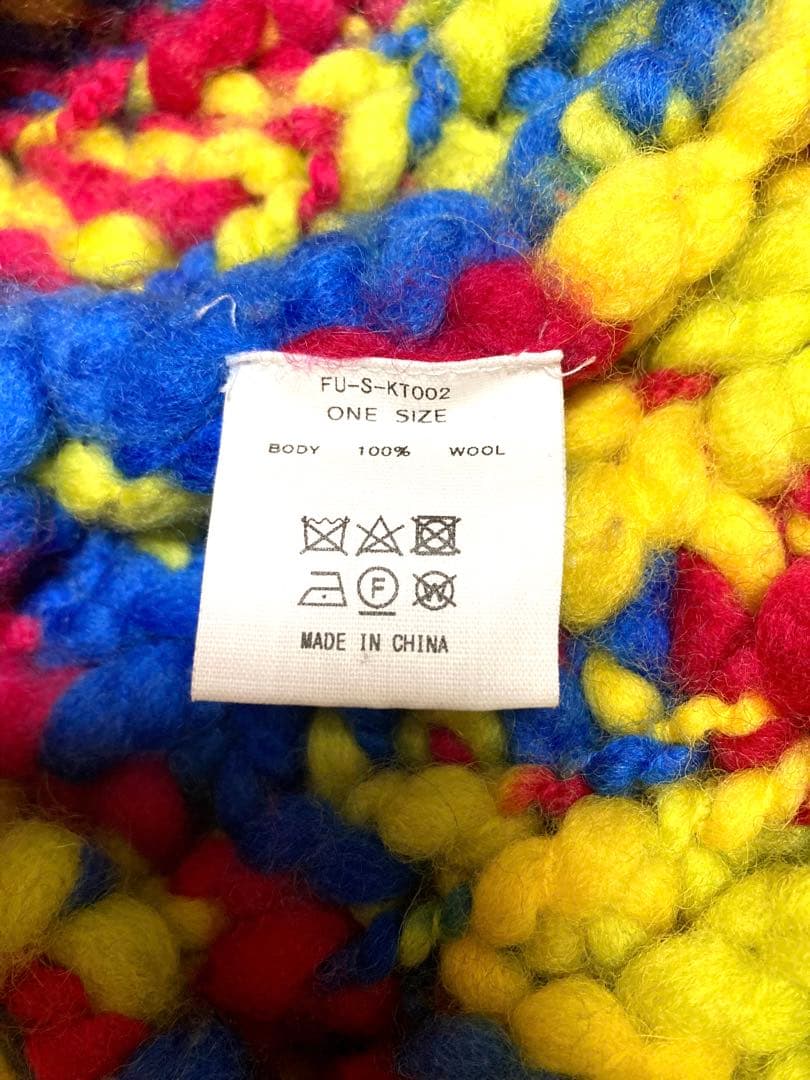 FU-S-KT002
ONE SIZE
BODY 100% WOOL
F W
MADE IN CHINA